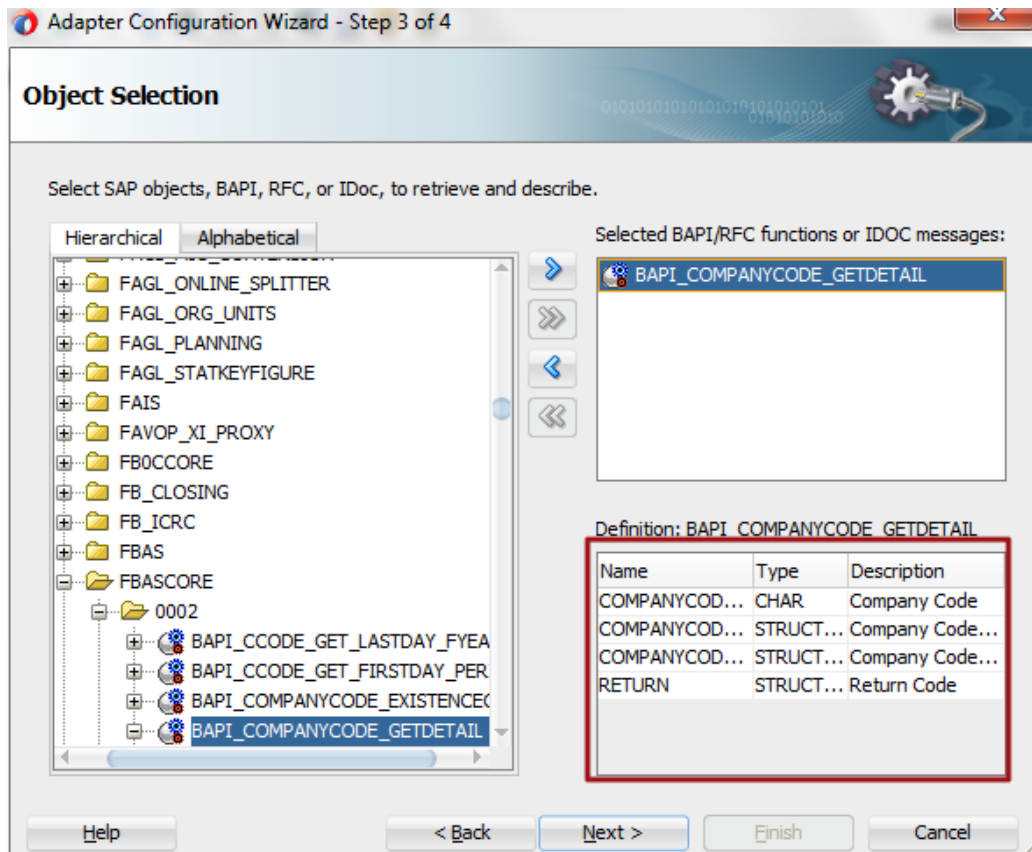 Adapter Configuration Wizard - Step 3 of 4
Object Selection
Select SAP objects, BAPI, RFC, or IDoc, to retrieve and describe.
Hierarchical Alphabetical
FAGL_ONLINE_SPLITTER
FAGL_ORG_UNITS
FAGL_PLANNING
FAGL_STATKEYFIGURE
FAIS
FAVOP_XI_PROXY
FB0CCORE
FB_CLOSING
FB_ICRC
FBAS
FBASCORE
0002
BAPI_CCODE_GET_LASTDAY_FYEA
BAPI_CCODE_GET_FIRSTDAY_PER
BAPI_COMPANYCODE_EXISTENCEC
BAPI_COMPANYCODE_GETDETAIL
Selected BAPI/RFC functions or IDOC messages:
BAPI_COMPANYCODE_GETDETAIL
Definition: BAPI_COMPANYCODE_GETDETAIL
Name Type Description
COMPANYCOD... CHAR Company Code
COMPANYCOD... STRUCT... Company Code...
COMPANYCOD... STRUCT... Company Code...
RETURN STRUCT... Return Code
Help < Back Next > Finish Cancel